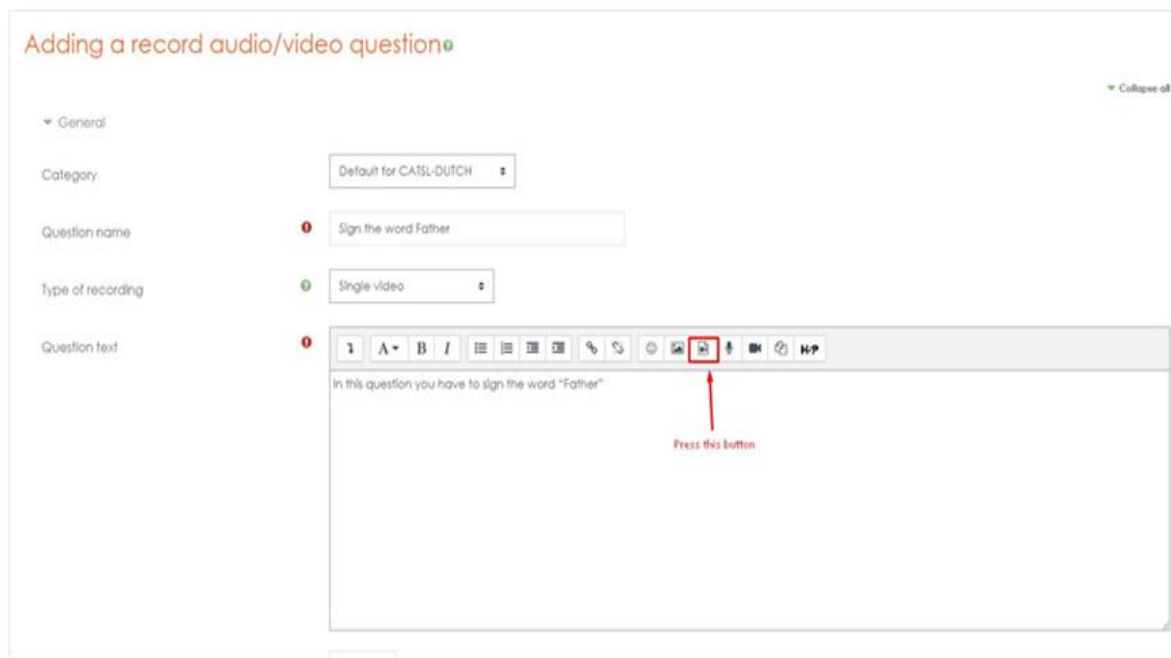 Adding a record audio/video question
Collapse all
General
Category
Default for CATSL-DUTCH
Question name
Sign the word Father
Type of recording
Single video
Question text
A B I H-P
In this question you have to sign the word "Father"
Press this button